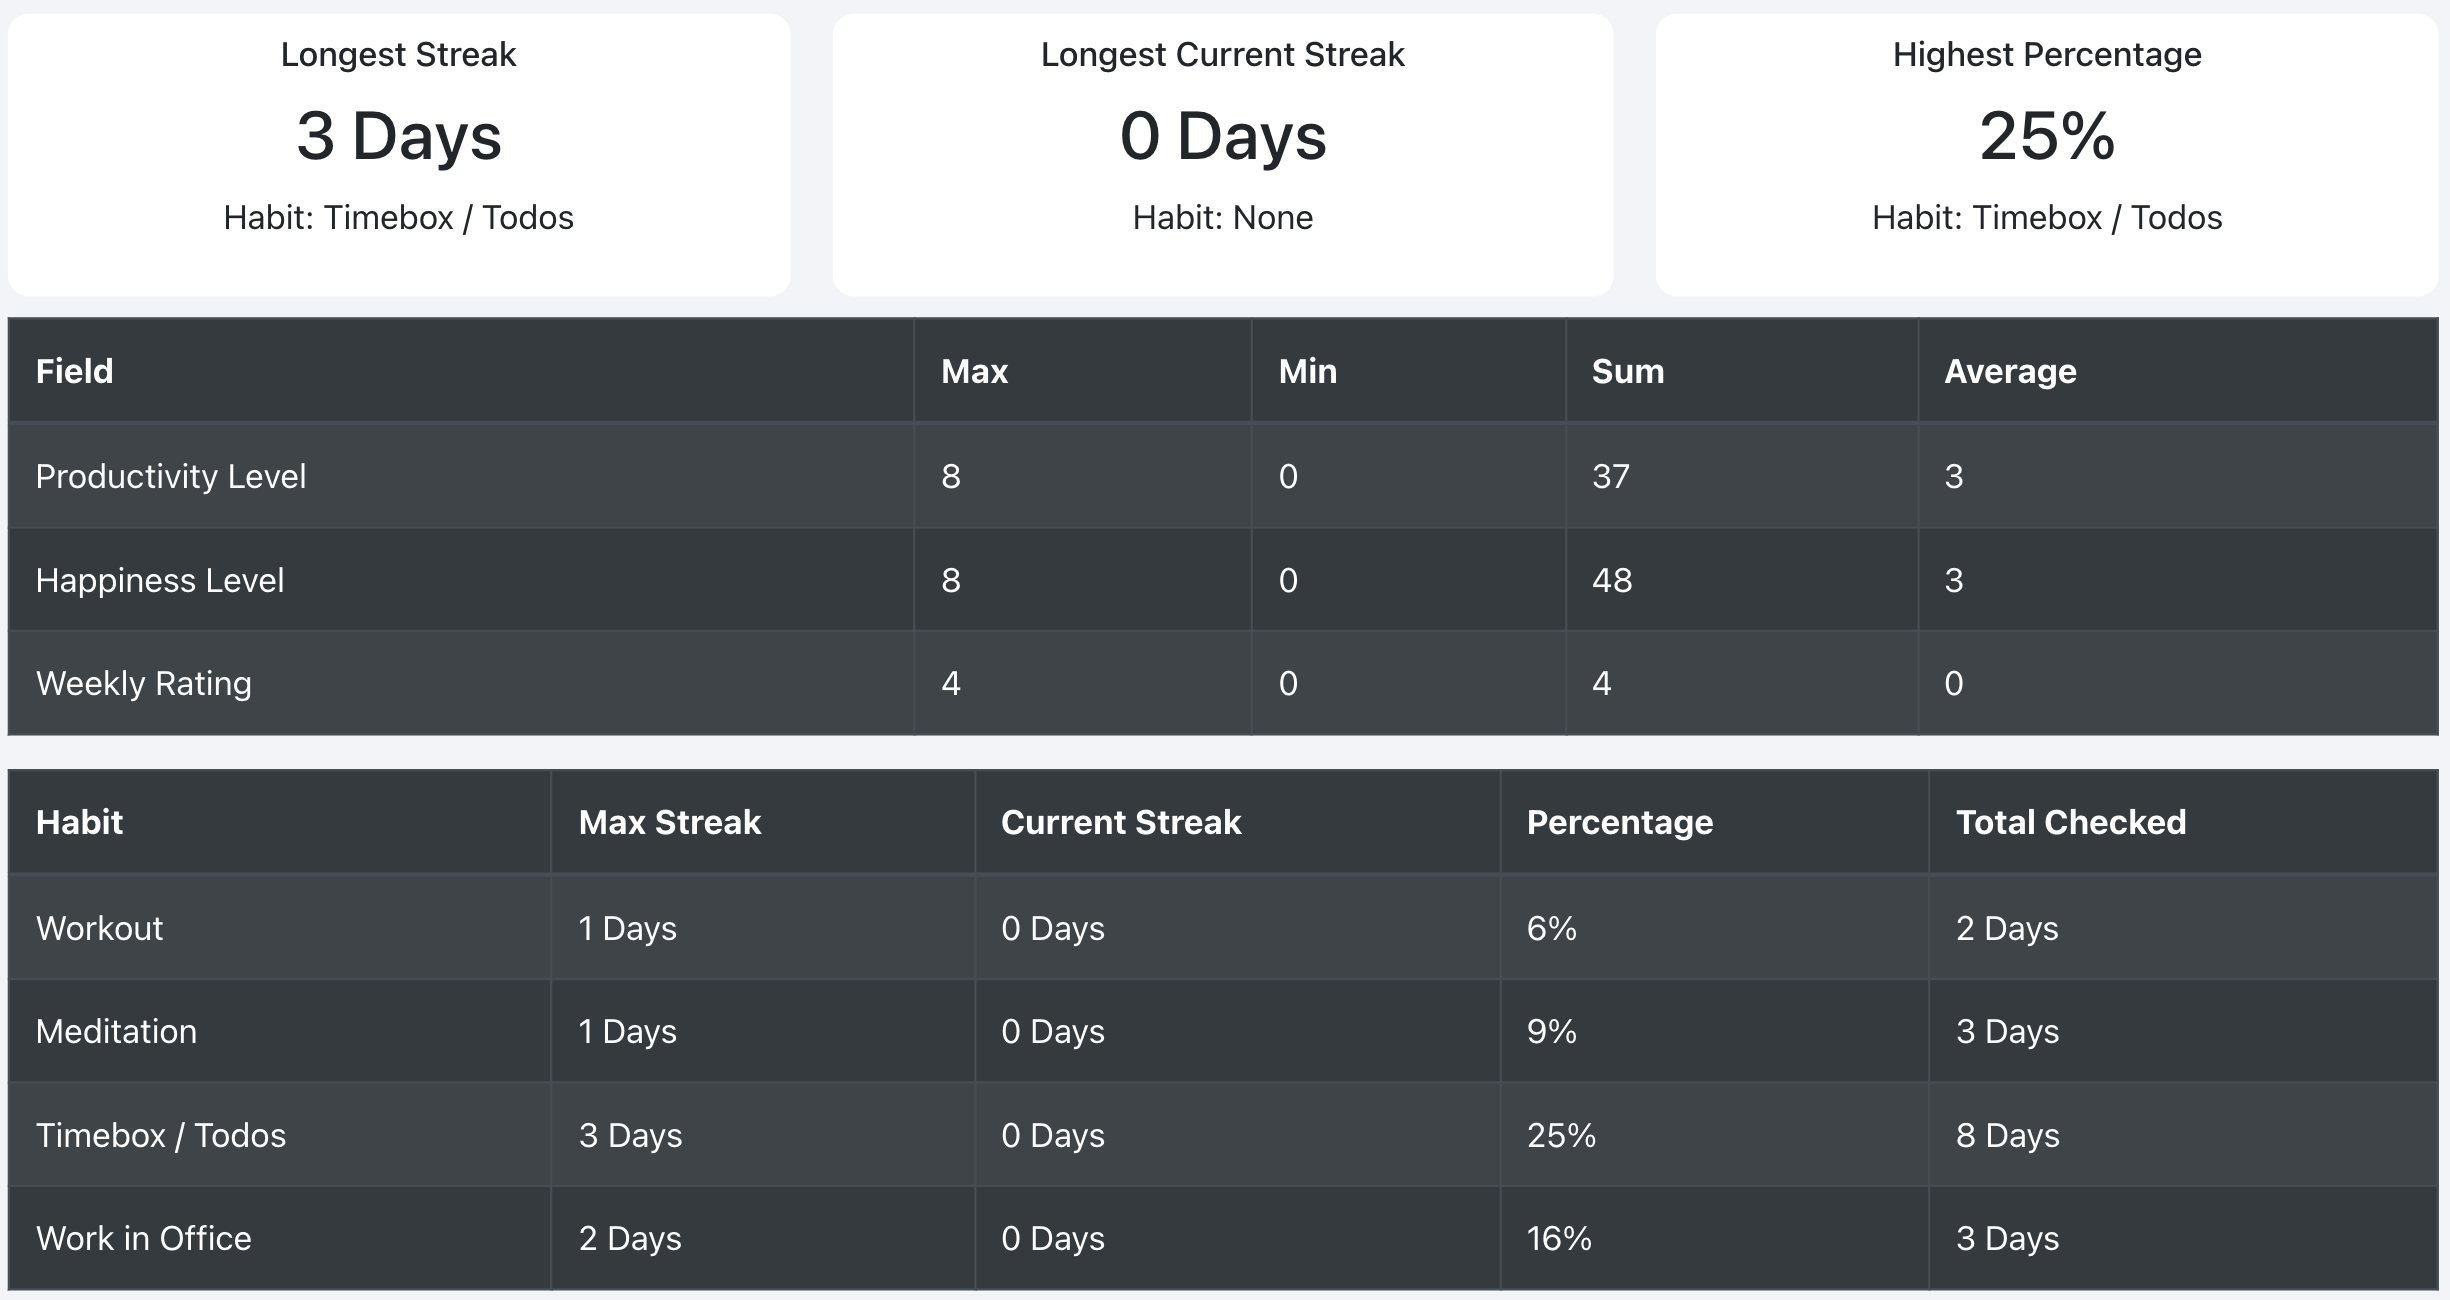 Longest Streak
3 Days
Habit: Timebox / Todos
Longest Current Streak
0 Days
Habit: None
Highest Percentage
25%
Habit: Timebox / Todos
Field Max Min Sum Average
Productivity Level 8 0 37 3
Happiness Level 8 0 48 3
Weekly Rating 4 0 4 0
Habit Max Streak Current Streak Percentage Total Checked
Workout 1 Days 0 Days 6% 2 Days
Meditation 1 Days 0 Days 9% 3 Days
Timebox / Todos 3 Days 0 Days 25% 8 Days
Work in Office 2 Days 0 Days 16% 3 Days